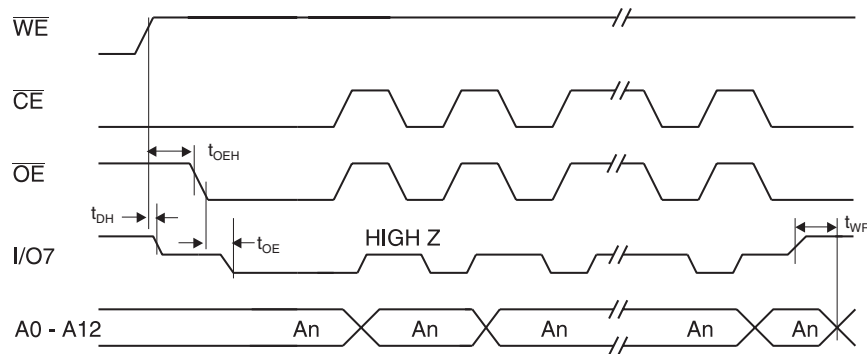 WE
CE
OE
tOEH
tDH
tOE
HIGH Z
tWR
I/O7
A0 - A12
An
An
An
An
An